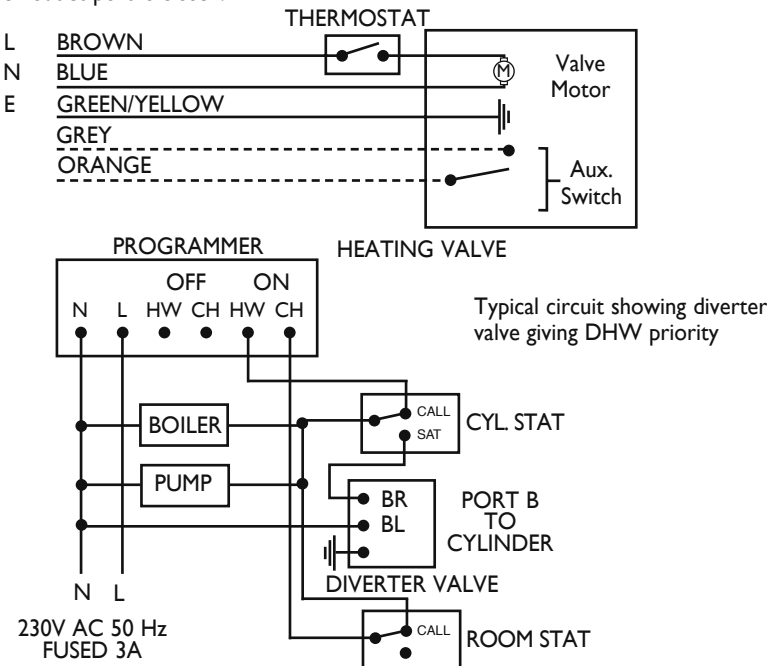 THERMOSTAT
L BROWN
N BLUE
E GREEN/YELLOW
GREY
ORANGE
M
Valve
Motor
Aux.
Switch
HEATING VALVE
PROGRAMMER
OFF ON
N L HW CH HW CH
Typical circuit showing diverter
valve giving DHW priority
BOILER
PUMP
CALL
SAT
CYL. STAT
BR
BL
PORT B
TO
CYLINDER
DIVERTER VALVE
N L
230V AC 50 Hz
FUSED 3A
CALL
ROOM STAT